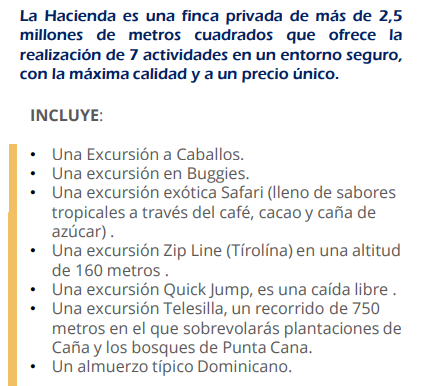 La Hacienda es una finca privada de más de 2,5
millones de metros cuadrados que ofrece la
realización de 7 actividades en un entorno seguro,
con la máxima calidad y a un precio único.
INCLUYE:
• Una Excursión a Caballos.
• Una excursión en Buggies.
• Una excursión exótica Safari (lleno de sabores
tropicales a través del café, cacao y caña de
azúcar) .
• Una excursión Zip Line (Tírolína) en una altitud
de 160 metros .
• Una excursión Quick Jump, es una caída libre .
• Una excursión Telesilla, un recorrido de 750
metros en el que sobrevolarás plantaciones de
Caña y los bosques de Punta Cana.
• Un almuerzo típico Dominicano.